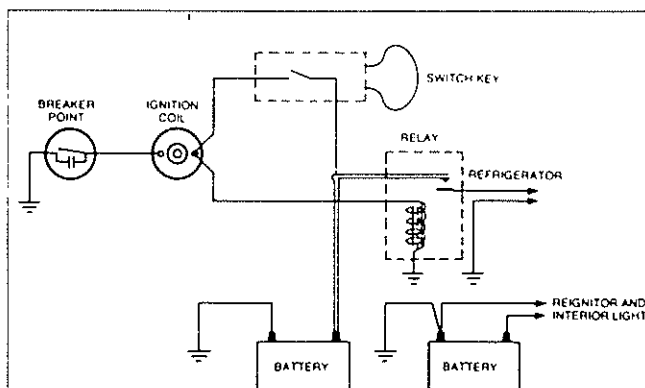 SWITCH KEY
BREAKER
POINT
IGNITION
COIL
RELAY
REFRIGERATOR
REIGNITOR AND
INTERIOR LIGHT
BATTERY
BATTERY